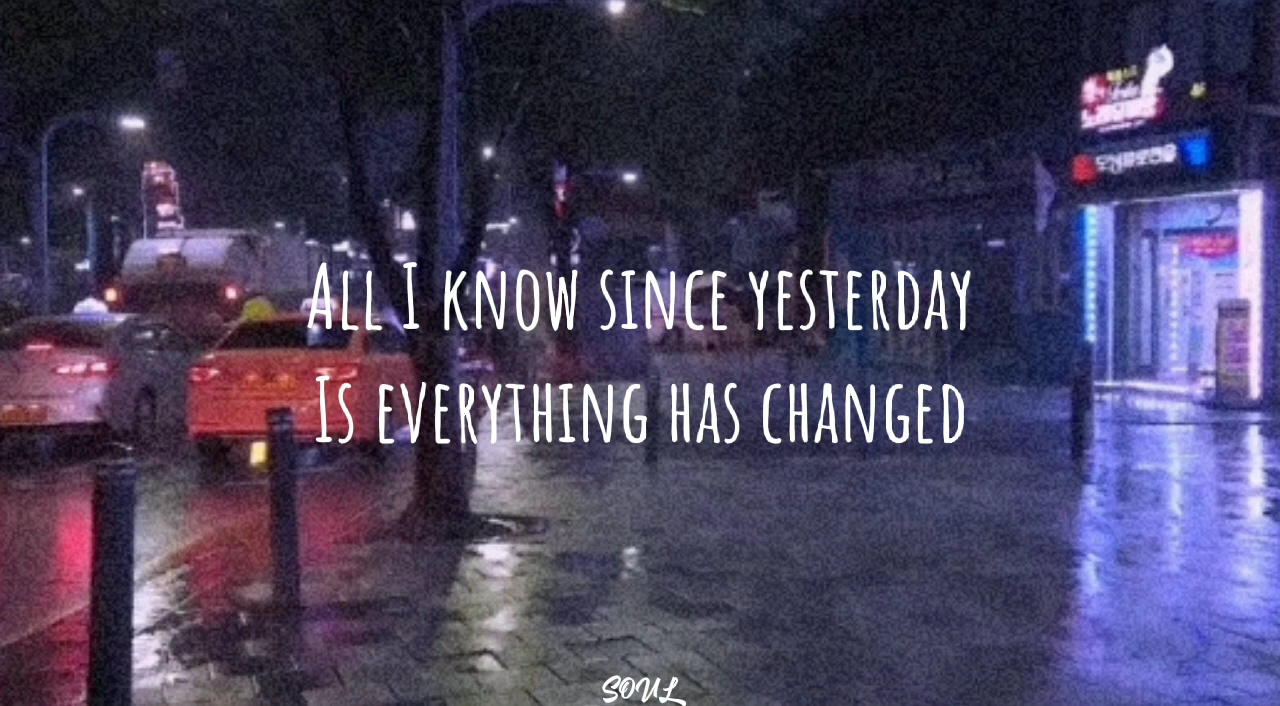 All I know since yesterday
Is everything has changed
SOUL